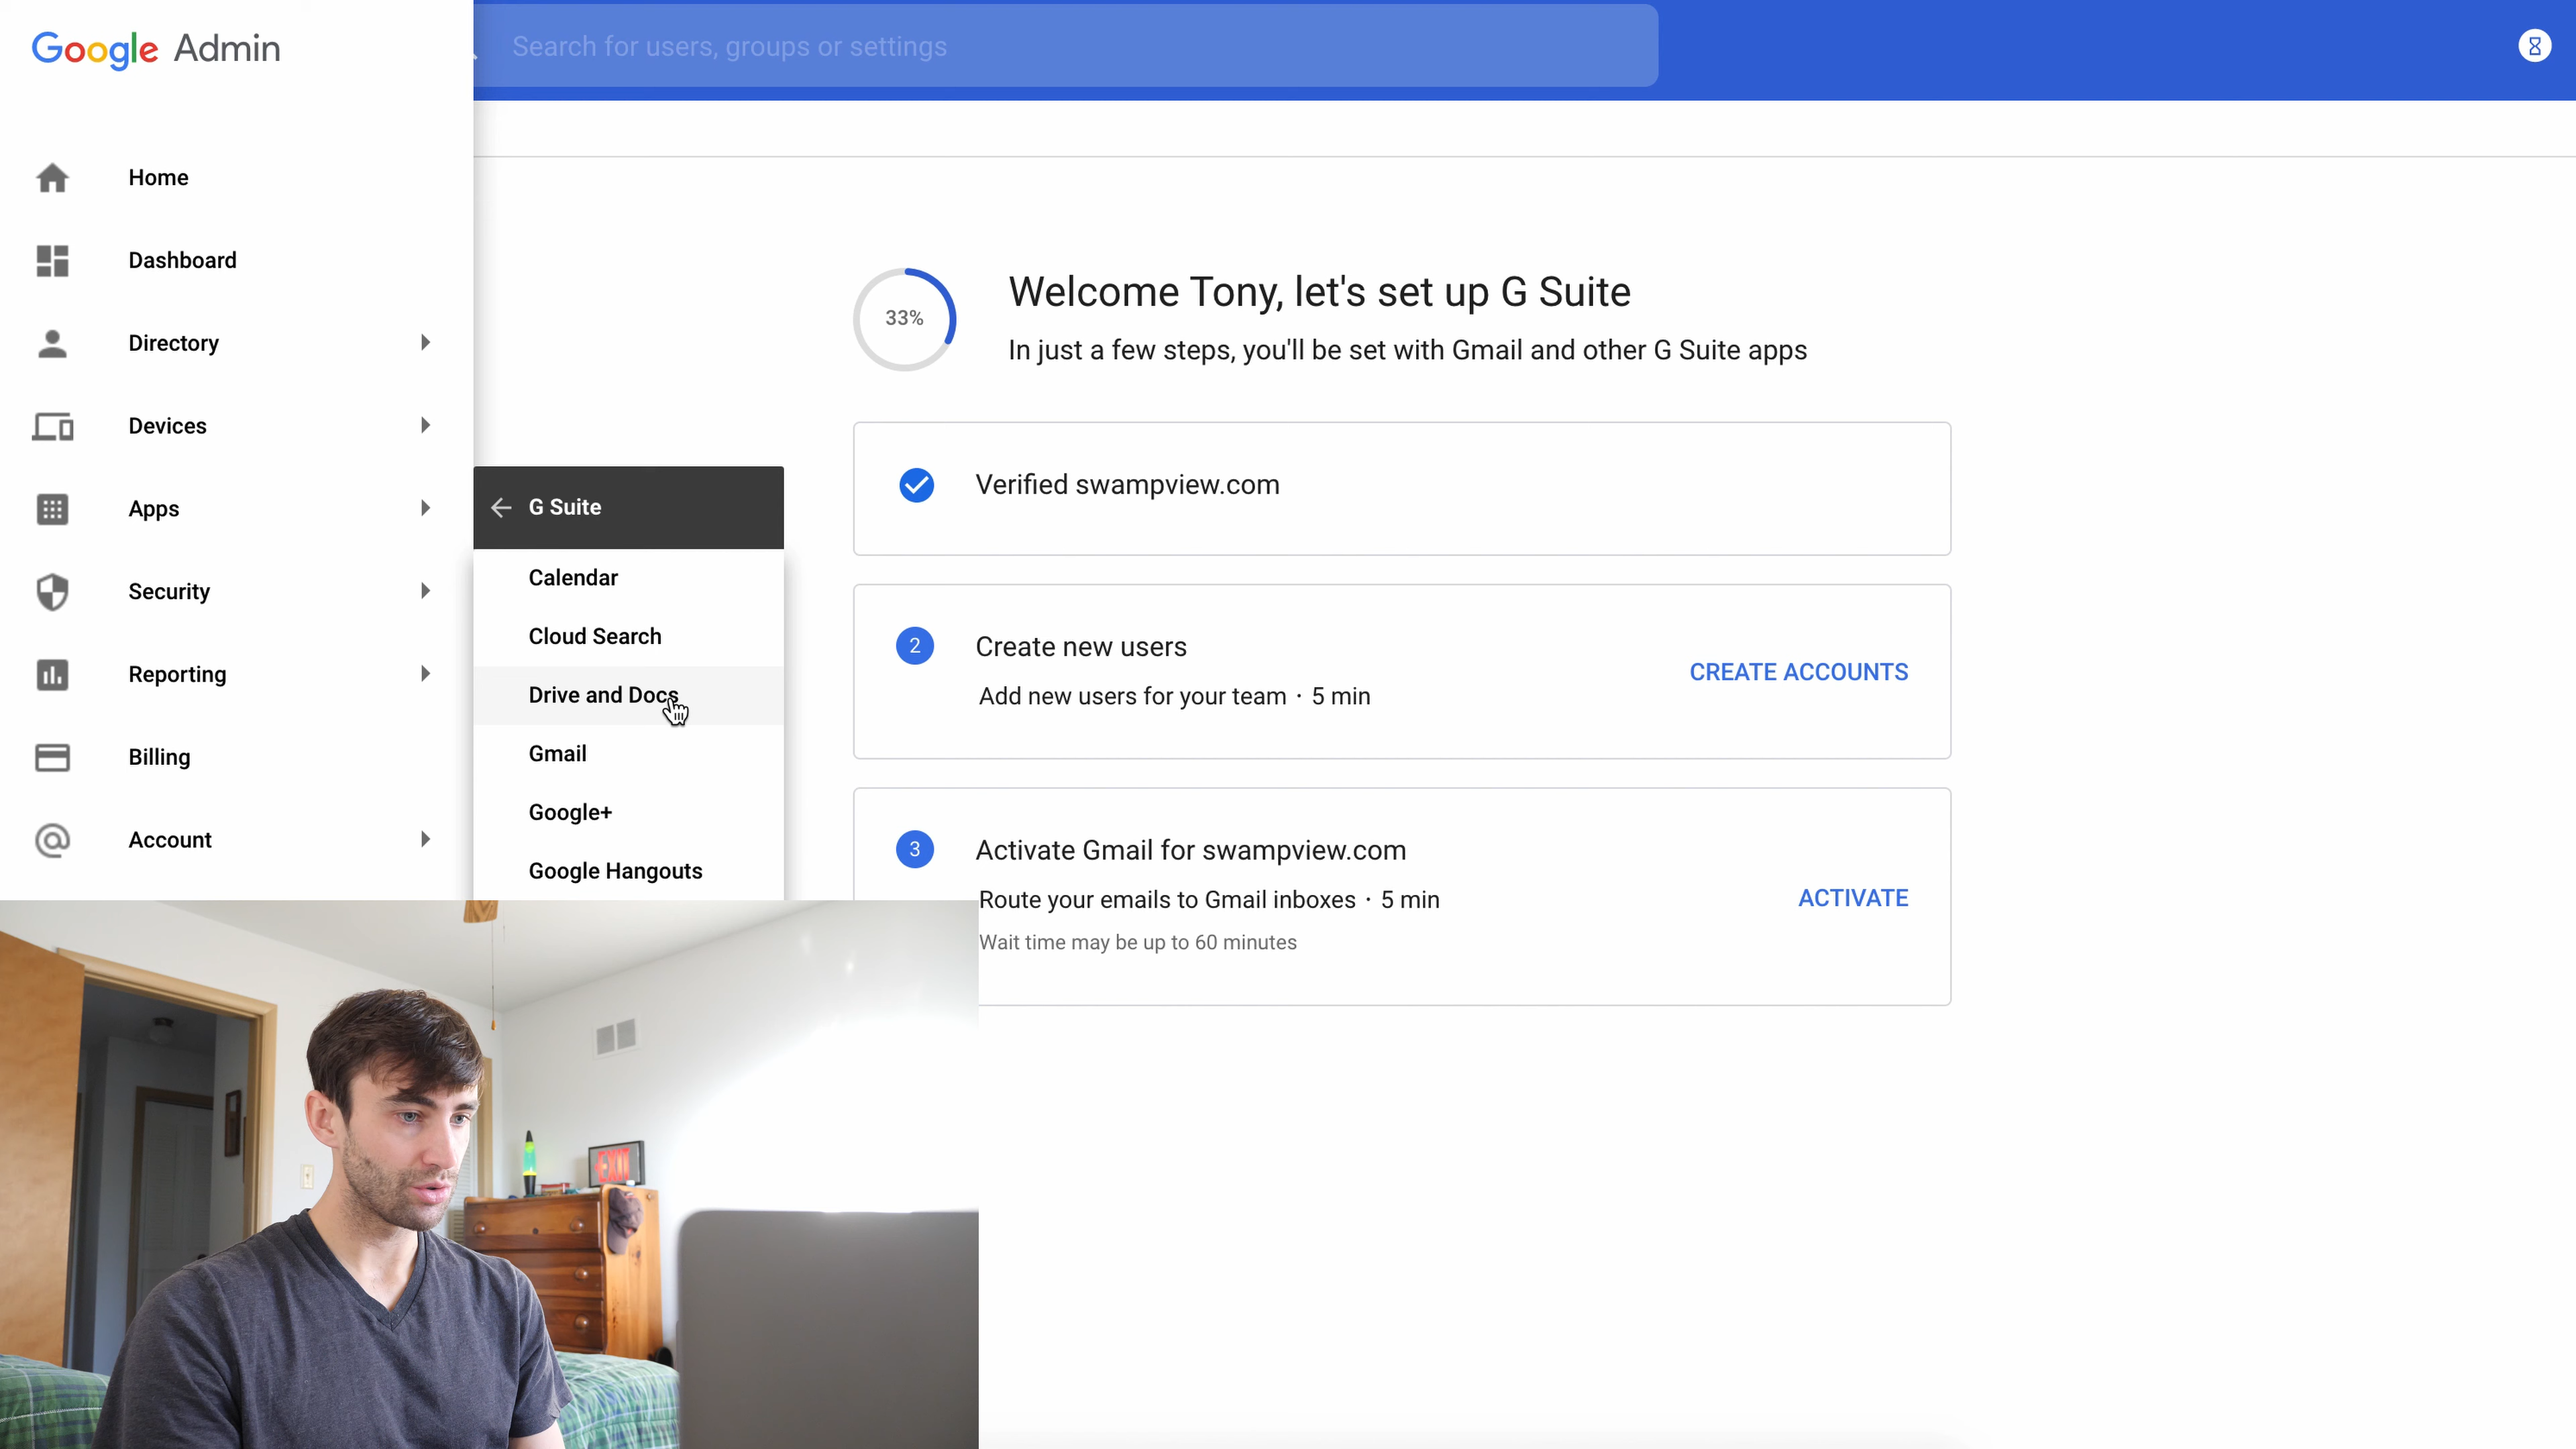 Google Admin
Search for users, groups or settings
Home
Dashboard
Directory
Devices
Apps
Security
Reporting
Billing
Account
G Suite
Calendar
Cloud Search
Drive and Docs
Gmail
Google+
Google Hangouts
33%
Welcome Tony, let's set up G Suite
In just a few steps, you'll be set with Gmail and other G Suite apps
Verified swampview.com
2 Create new users
Add new users for your team · 5 min
CREATE ACCOUNTS
3 Activate Gmail for swampview.com
Route your emails to Gmail inboxes · 5 min
Wait time may be up to 60 minutes
ACTIVATE
EXIT